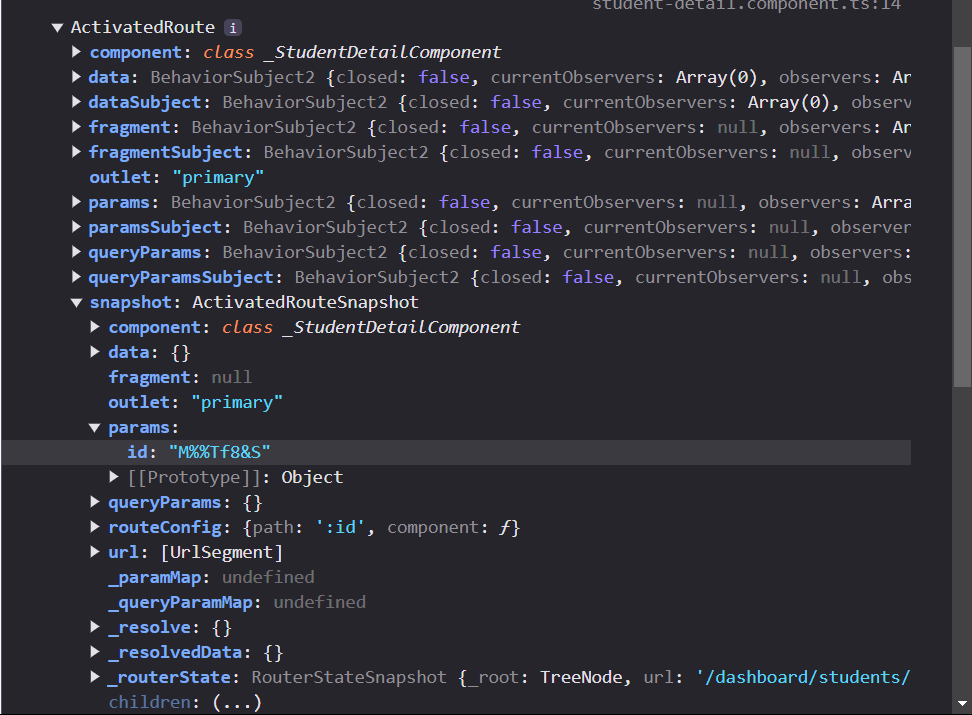 student-detail.component.ts:14
▼ ActivatedRoute i
▶ component: class _StudentDetailComponent
▶ data: BehaviorSubject2 {closed: false, currentObservers: Array(0), observers: Ar
▶ dataSubject: BehaviorSubject2 {closed: false, currentObservers: Array(0), observ
▶ fragment: BehaviorSubject2 {closed: false, currentObservers: null, observers: Ar
▶ fragmentSubject: BehaviorSubject2 {closed: false, currentObservers: null, observ
outlet: "primary"
▶ params: BehaviorSubject2 {closed: false, currentObservers: null, observers: Arra
▶ paramsSubject: BehaviorSubject2 {closed: false, currentObservers: null, observer
▶ queryParams: BehaviorSubject2 {closed: false, currentObservers: null, observers:
▶ queryParamsSubject: BehaviorSubject2 {closed: false, currentObservers: null, obs
▼ snapshot: ActivatedRouteSnapshot
▶ component: class _StudentDetailComponent
▶ data: {}
fragment: null
outlet: "primary"
▼ params:
id: "M%%Tf8&S"
▶ [[Prototype]]: Object
▶ queryParams: {}
▶ routeConfig: {path: ':id', component: ƒ}
▶ url: [UrlSegment]
_paramMap: undefined
_queryParamMap: undefined
▶ _resolve: {}
▶ _resolvedData: {}
▶ _routerState: RouterStateSnapshot {_root: TreeNode, url: '/dashboard/students/
children: (...)